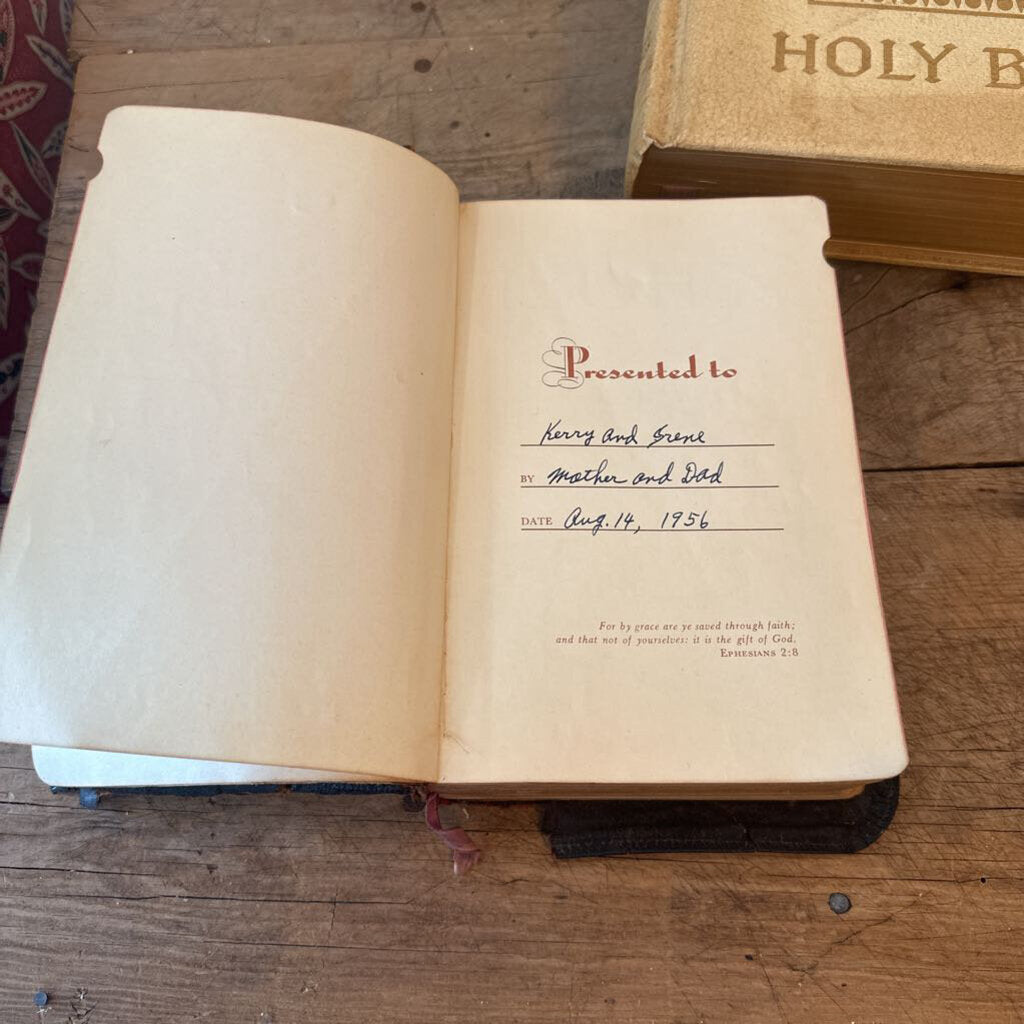 HOLY B
Presented to
Kerry and Irene
BY Mother and Dad
DATE Aug. 14, 1956
For by grace are ye saved through faith;
and that not of yourselves: it is the gift of God.
EPHESIANS 2:8